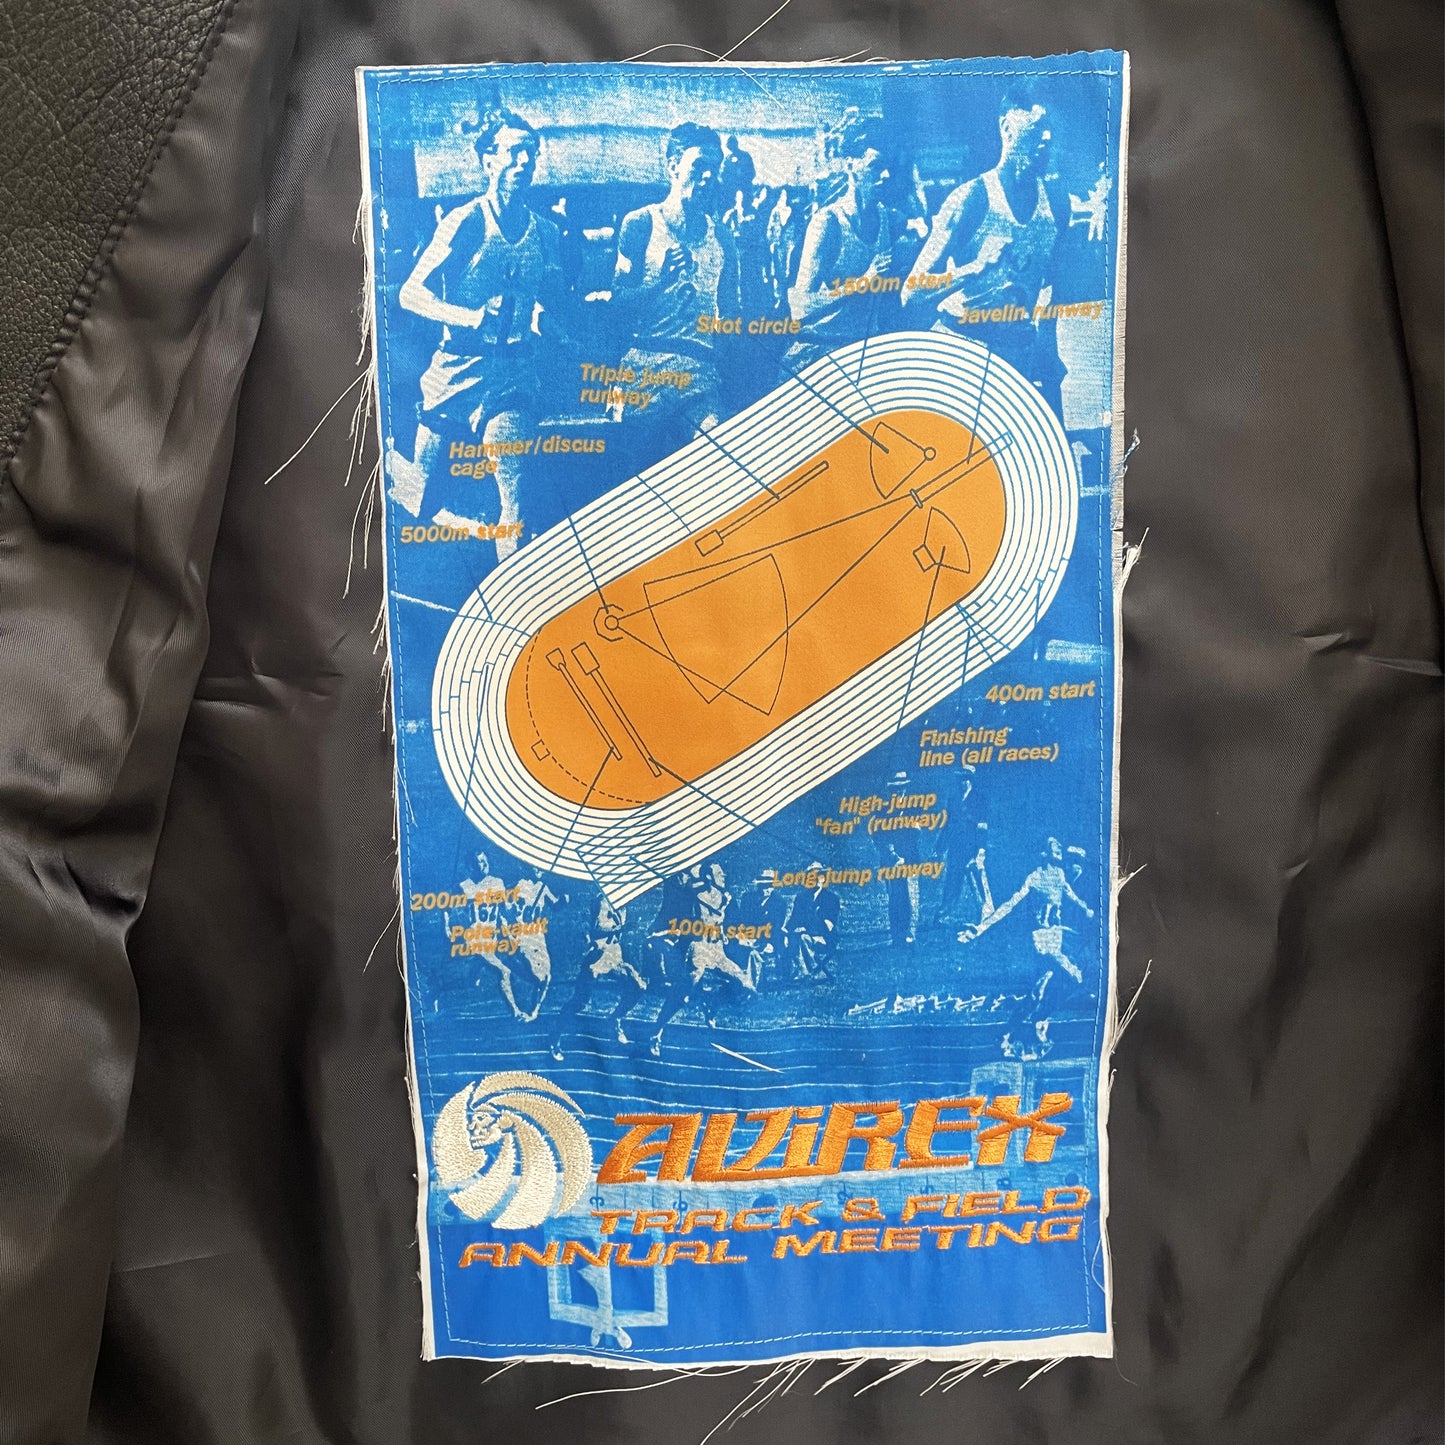 1500m start
Javelin runway
Shot circle
Triple jump
runway
Hammer/discus
cage
5000m start
400m start
Finishing
line (all races)
High-jump
"fan" (runway)
Long-jump runway
200m start
100m start
Pole-vault
runway
AVIREX
TRACK & FIELD
ANNUAL MEETING